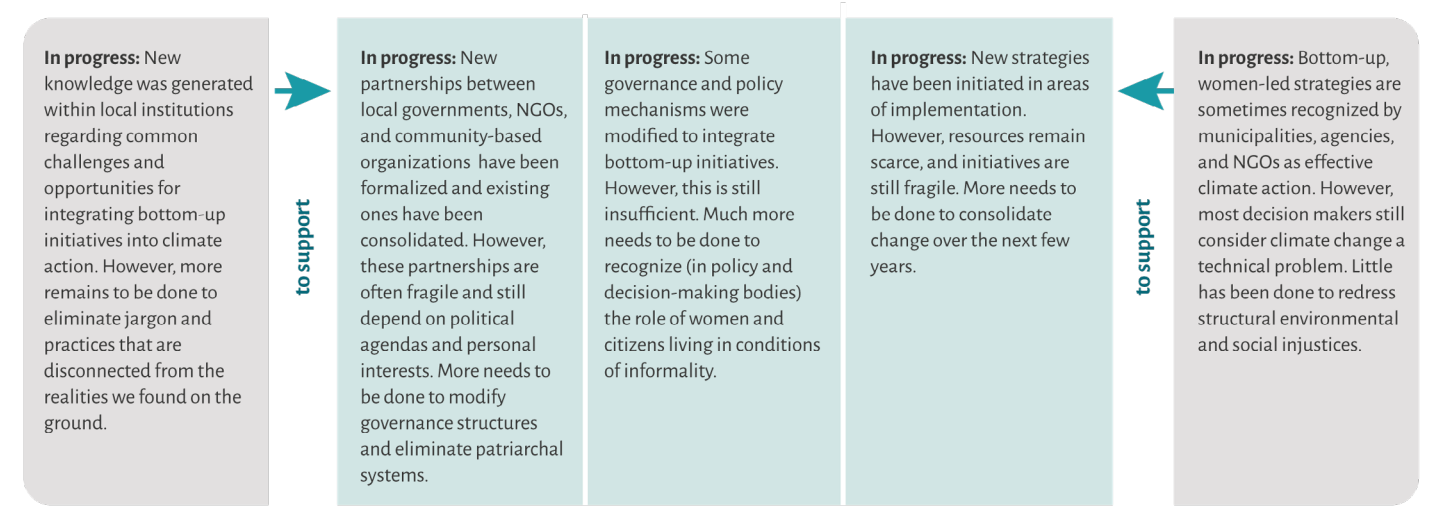 In progress: New
knowledge was generated
within local institutions
regarding common
challenges and
opportunities for
integrating bottom-up
initiatives into climate
action. However, more
remains to be done to
eliminate jargon and
practices that are
disconnected from the
realities we found on the
ground.
to support
In progress: New
partnerships between
local governments, NGOs,
and community-based
organizations have been
formalized and existing
ones have been
consolidated. However,
these partnerships are
often fragile and still
depend on political
agendas and personal
interests. More needs to
be done to modify
governance structures
and eliminate patriarchal
systems.
In progress: Some
governance and policy
mechanisms were
modified to integrate
bottom-up initiatives.
However, this is still
insufficient. Much more
needs to be done to
recognize (in policy and
decision-making bodies)
the role of women and
citizens living in conditions
of informality.
In progress: New strategies
have been initiated in areas
of implementation.
However, resources remain
scarce, and initiatives are
still fragile. More needs to
be done to consolidate
change over the next few
years.
to support
In progress: Bottom-up,
women-led strategies are
sometimes recognized by
municipalities, agencies,
and NGOs as effective
climate action. However,
most decision makers still
consider climate change a
technical problem. Little
has been done to redress
structural environmental
and social injustices.